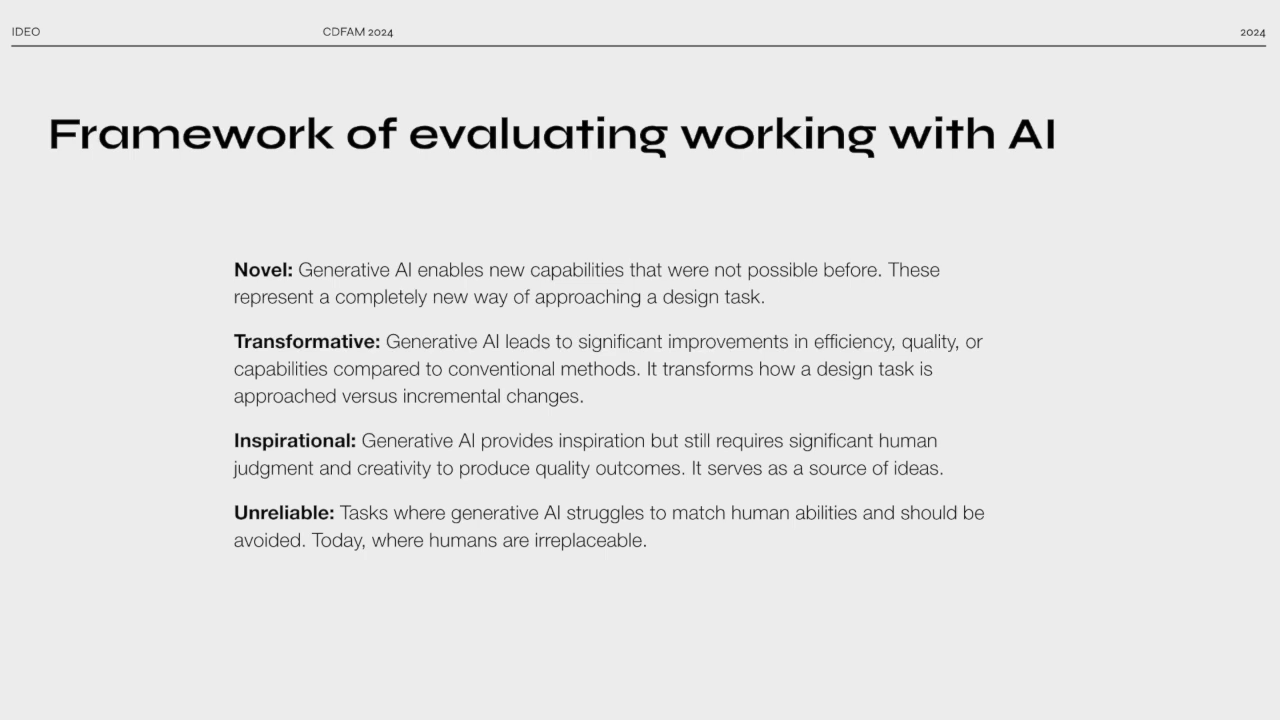 IDEO
CDFAM 2024
2024
Framework of evaluating working with AI
Novel: Generative AI enables new capabilities that were not possible before. These
represent a completely new way of approaching a design task.
Transformative: Generative AI leads to significant improvements in efficiency, quality, or
capabilities compared to conventional methods. It transforms how a design task is
approached versus incremental changes.
Inspirational: Generative AI provides inspiration but still requires significant human
judgment and creativity to produce quality outcomes. It serves as a source of ideas.
Unreliable: Tasks where generative AI struggles to match human abilities and should be
avoided. Today, where humans are irreplaceable.